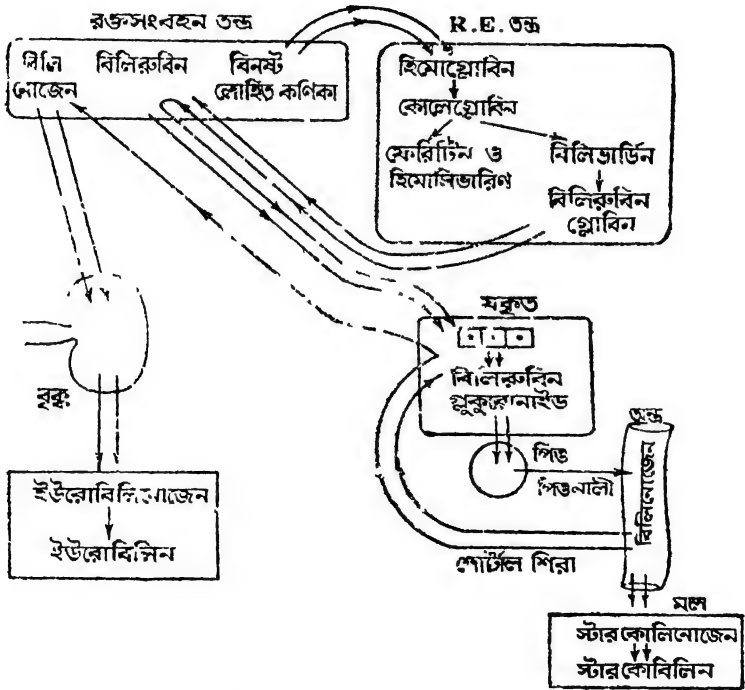 রক্তসংবহন তন্ত্র
R.E. তন্ত্র
বিলি
নোজেন
বিলিরুবিন
বিনষ্ট
লোহিত কণিকা
হিমোগ্লোবিন
কোলেগ্লোবিন
ফেরিটিন ও
হিমোসিডারিণ
বিলিভার্ডিন
বিলিরুবিন
গ্লোবিন
যকৃত
বিলিরুবিন
গ্লুকুরোনাইড
বৃক্ক
পিত্ত
পিত্তনালী
অন্ত্র
বিলিনোজেন
ইউরোবিলিনোজেন
ইউরোবিলিন
পোর্টাল শিরা
মল
স্টারকোলিনোজেন
স্টারকোবিলিন